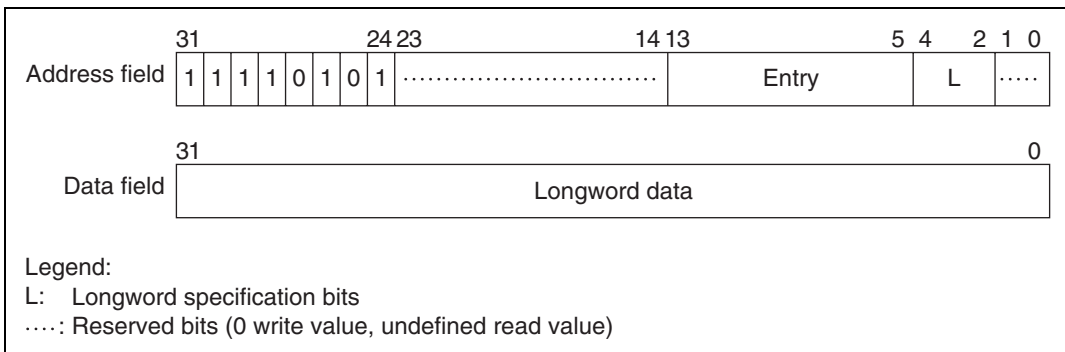 31 24 23 14 13 5 4 2 1 0
Address field 1 1 1 1 0 1 0 1 ............................... Entry L .....
31 0
Data field Longword data
Legend:
L: Longword specification bits
....: Reserved bits (0 write value, undefined read value)